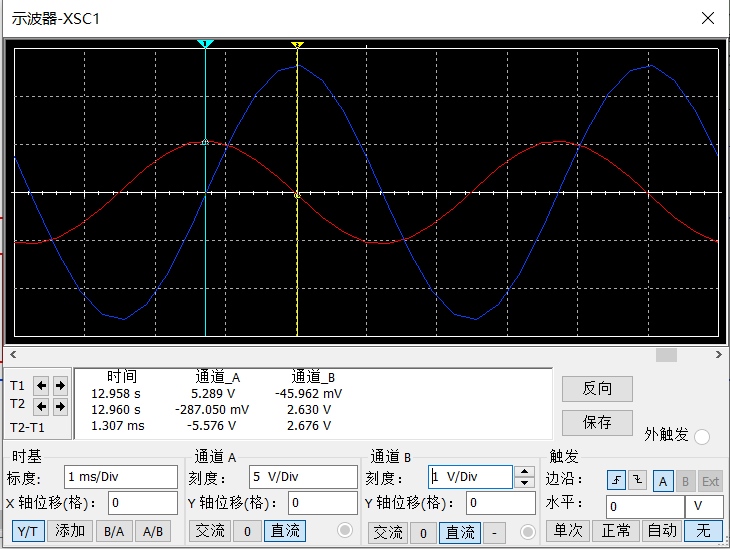 示波器-XSC1
1
2
T1
T2
T2-T1
时间 通道_A 通道_B
12.958 s 5.289 V -45.962 mV
12.960 s -287.050 mV 2.630 V
1.307 ms -5.576 V 2.676 V
反向
保存
外触发
时基
标度: 1 ms/Div
X 轴位移(格): 0
Y/T 添加 B/A A/B
通道 A
刻度: 5 V/Div
Y 轴位移(格): 0
交流 0 直流
通道 B
刻度: 1 V/Div
Y 轴位移(格): 0
交流 0 直流 -
触发
边沿: A B Ext
水平: 0 V
单次 正常 自动 无